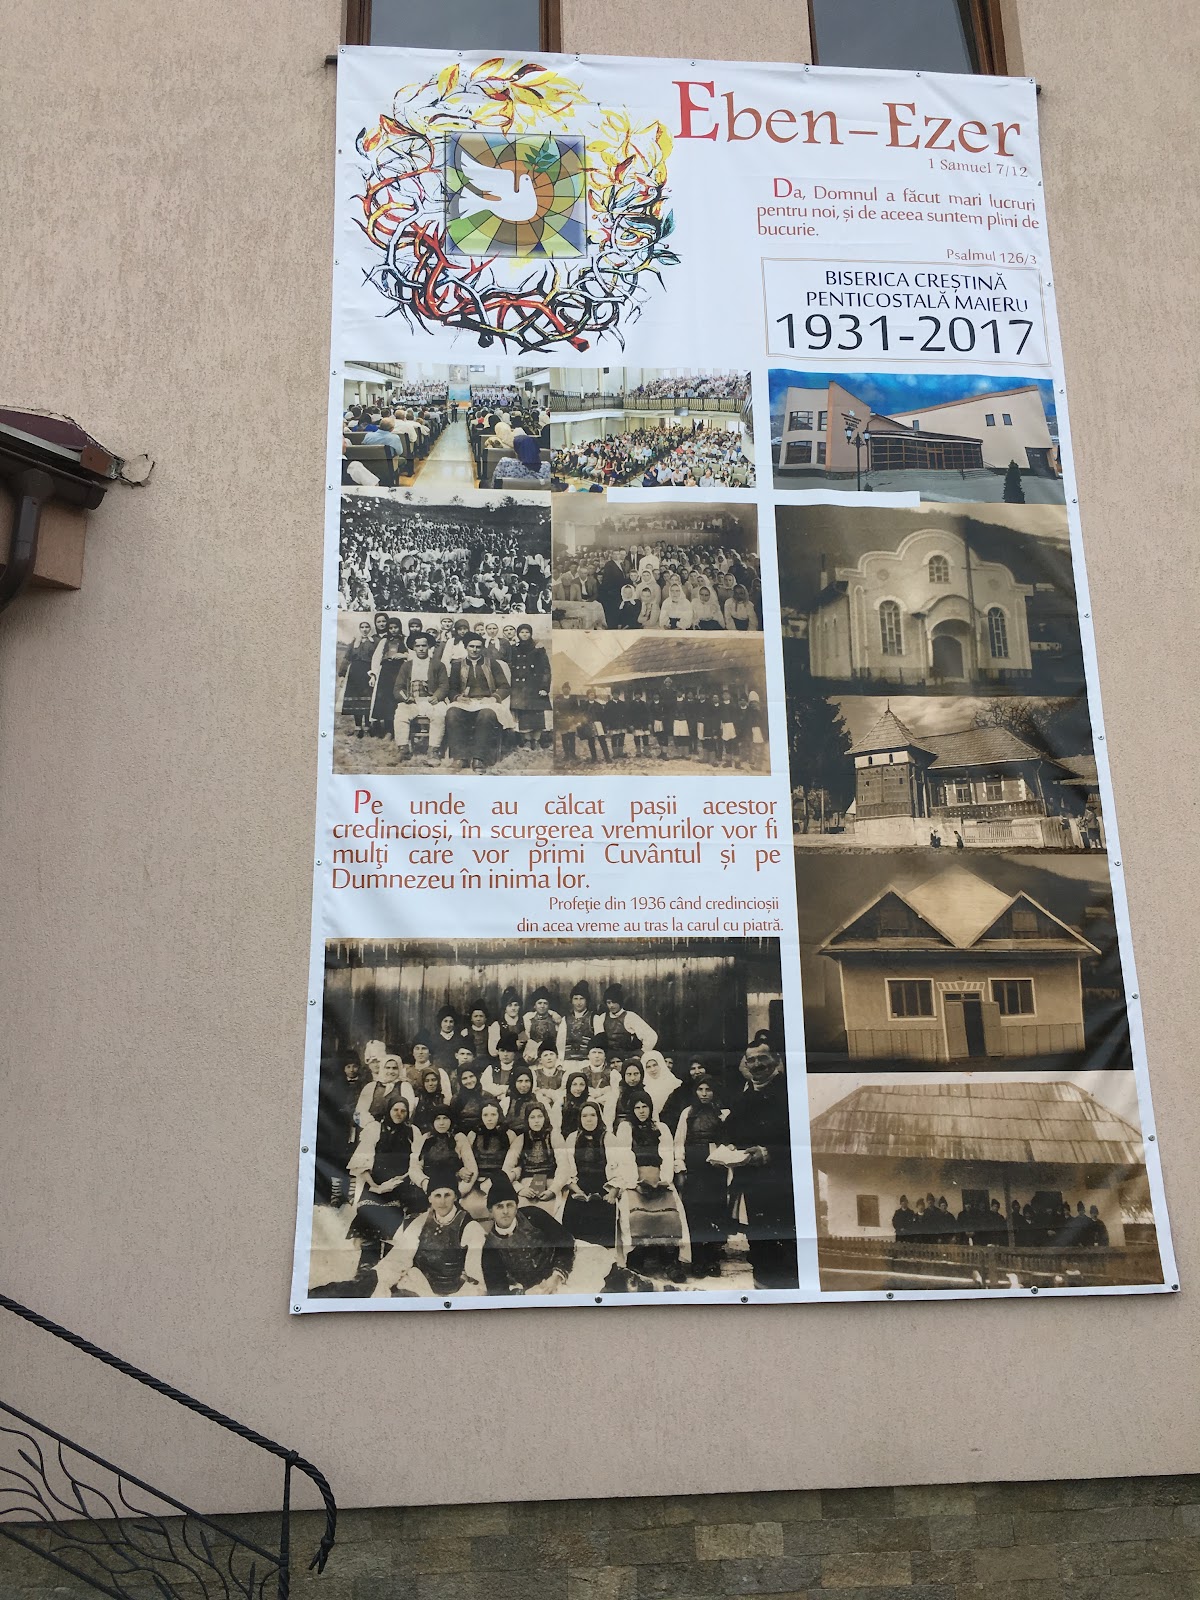 Eben-Ezer
1 Samuel 7/12
Da, Domnul a făcut mari lucruri
pentru noi, și de aceea suntem plini de
bucurie.
Psalmul 126/3
BISERICA CREȘTINĂ
PENTICOSTALĂ MAIERU
1931-2017
Pe unde au călcat pașii acestor
credincioși, în scurgerea vremurilor vor fi
mulţi care vor primi Cuvântul și pe
Dumnezeu în inima lor.
Profeţie din 1936 când credincioșii
din acea vreme au tras la carul cu piatră.